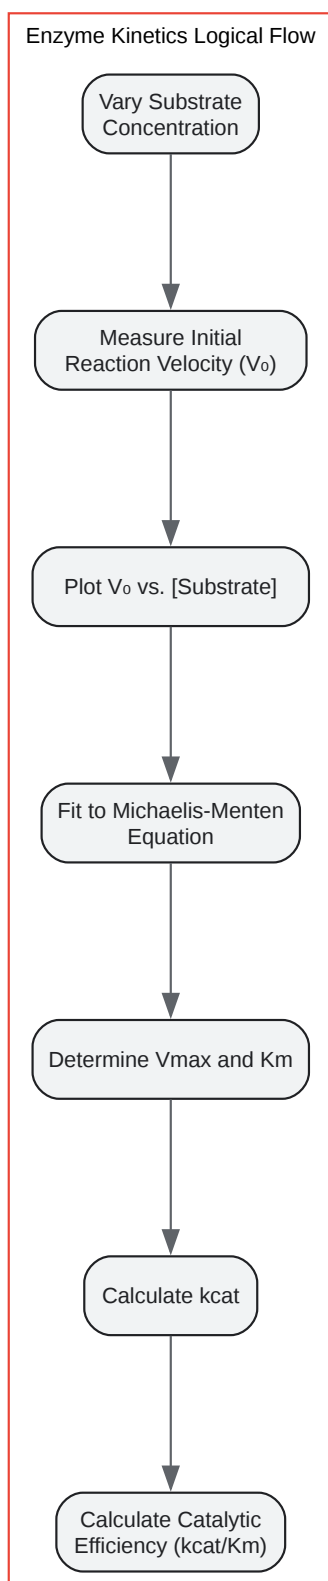 Enzyme Kinetics Logical Flow
Vary Substrate
Concentration
Measure Initial
Reaction Velocity (V₀)
Plot V₀ vs. [Substrate]
Fit to Michaelis-Menten
Equation
Determine Vmax and Km
Calculate kcat
Calculate Catalytic
Efficiency (kcat/Km)